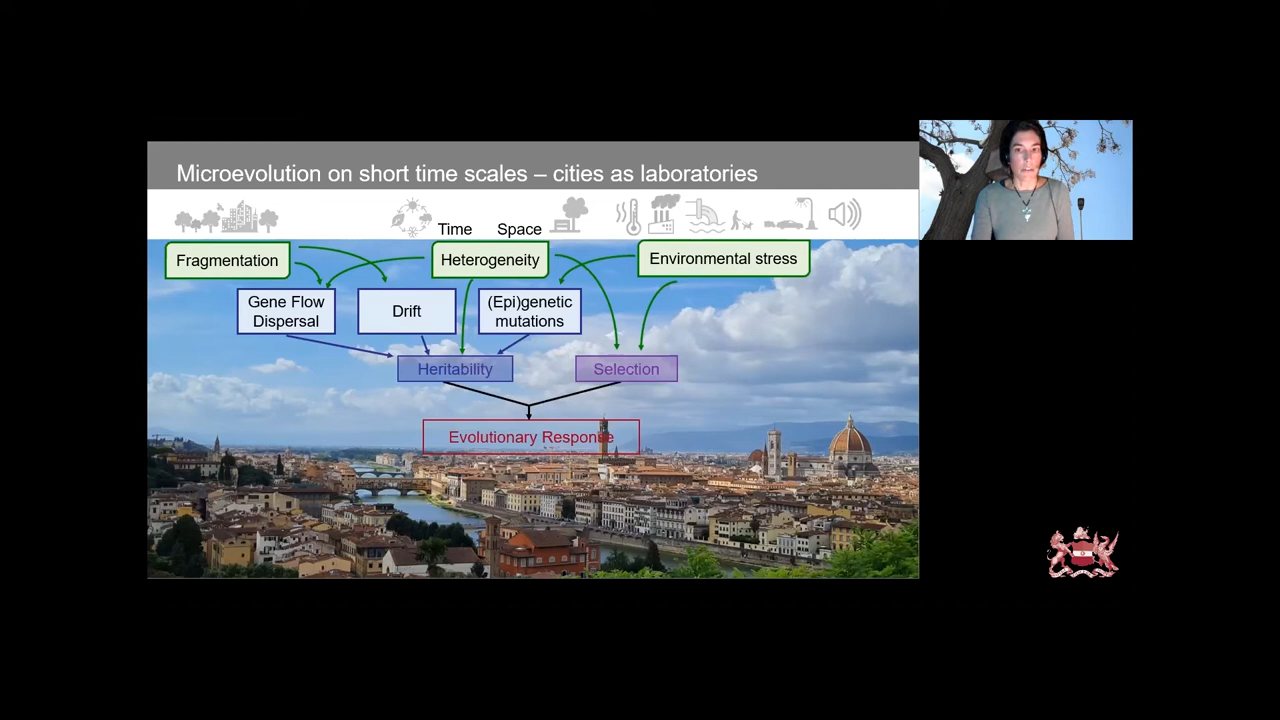 Microevolution on short time scales – cities as laboratories
Time
Space
Fragmentation
Heterogeneity
Environmental stress
Gene Flow
Dispersal
Drift
(Epi)genetic
mutations
Heritability
Selection
Evolutionary Response